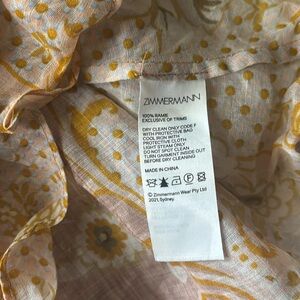 ZIMMERMANN
100% RAMIE
EXCLUSIVE OF TRIMS
DRY CLEAN ONLY CODE F
WITH PROTECTIVE BAG
COOL IRON WITH
PROTECTIVE CLOTH
LIGHT STEAM ONLY
DO NOT SPOT CLEAN
TURN GARMENT INSIDE OUT
BEFORE DRY CLEANING
MADE IN CHINA
© Zimmermann Wear Pty Ltd
2021, Sydney.